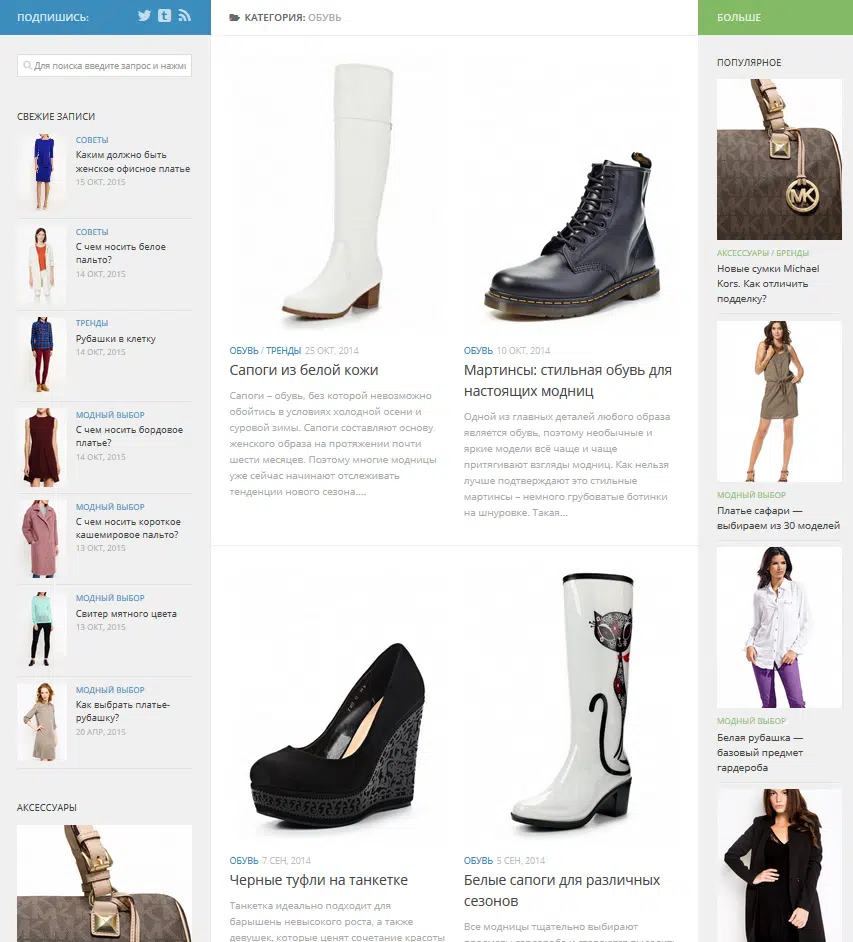 ПОДПИШИСЬ:
Для поиска введите запрос и нажми
СВЕЖИЕ ЗАПИСИ
СОВЕТЫ
Каким должно быть
женское офисное платье
15 ОКТ, 2015
СОВЕТЫ
С чем носить белое
пальто?
14 ОКТ, 2015
ТРЕНДЫ
Рубашки в клетку
14 ОКТ, 2015
МОДНЫЙ ВЫБОР
С чем носить бордовое
платье?
14 ОКТ, 2015
МОДНЫЙ ВЫБОР
С чем носить короткое
кашемировое пальто?
13 ОКТ, 2015
МОДНЫЙ ВЫБОР
Свитер мятного цвета
13 ОКТ, 2015
МОДНЫЙ ВЫБОР
Как выбрать платье-
рубашку?
20 АПР, 2015
АКСЕССУАРЫ
КАТЕГОРИЯ: ОБУВЬ
ОБУВЬ / ТРЕНДЫ 25 ОКТ, 2014
Сапоги из белой кожи
Сапоги – обувь, без которой невозможно
обойтись в условиях холодной осени и
суровой зимы. Сапоги составляют основу
женского образа на протяжении почти
шести месяцев. Поэтому многие модницы
уже сейчас начинают отслеживать
тенденции нового сезона....
ОБУВЬ 10 ОКТ, 2014
Мартинсы: стильная обувь для
настоящих модниц
Одной из главных деталей любого образа
является обувь, поэтому необычные и
яркие модели всё чаще и чаще
притягивают взгляды модниц. Как нельзя
лучше подтверждают это стильные
мартинсы – немного грубоватые ботинки
на шнуровке. Такая...
ОБУВЬ 7 СЕН, 2014
Черные туфли на танкетке
Танкетка идеально подходит для
барышень невысокого роста, а также
девушек, которые ценят сочетание красоты
ОБУВЬ 5 СЕН, 2014
Белые сапоги для различных
сезонов
Все модницы тщательно выбирают
БОЛЬШЕ
ПОПУЛЯРНОЕ
MK
АКСЕССУАРЫ / БРЕНДЫ
Новые сумки Michael
Kors. Как отличить
подделку?
МОДНЫЙ ВЫБОР
Платье сафари —
выбираем из 30 моделей
МОДНЫЙ ВЫБОР
Белая рубашка —
базовый предмет
гардероба